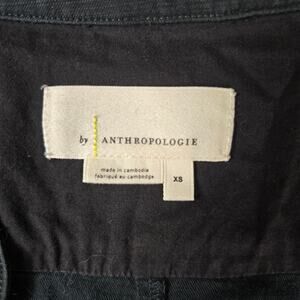 by ANTHROPOLOGIE
made in cambodia
fabriqué au cambodge
XS